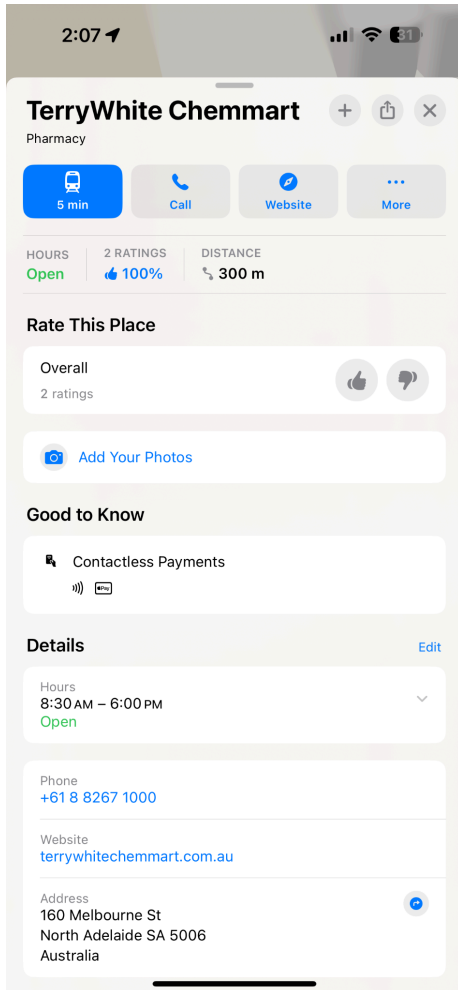 2:07
31
TerryWhite Chemmart
Pharmacy
5 min
Call
Website
More
HOURS
Open
2 RATINGS
100%
DISTANCE
300 m
Rate This Place
Overall
2 ratings
Add Your Photos
Good to Know
Contactless Payments
Pay
Details
Edit
Hours
8:30 AM – 6:00 PM
Open
Phone
+61 8 8267 1000
Website
terrywhitechemmart.com.au
Address
160 Melbourne St
North Adelaide SA 5006
Australia